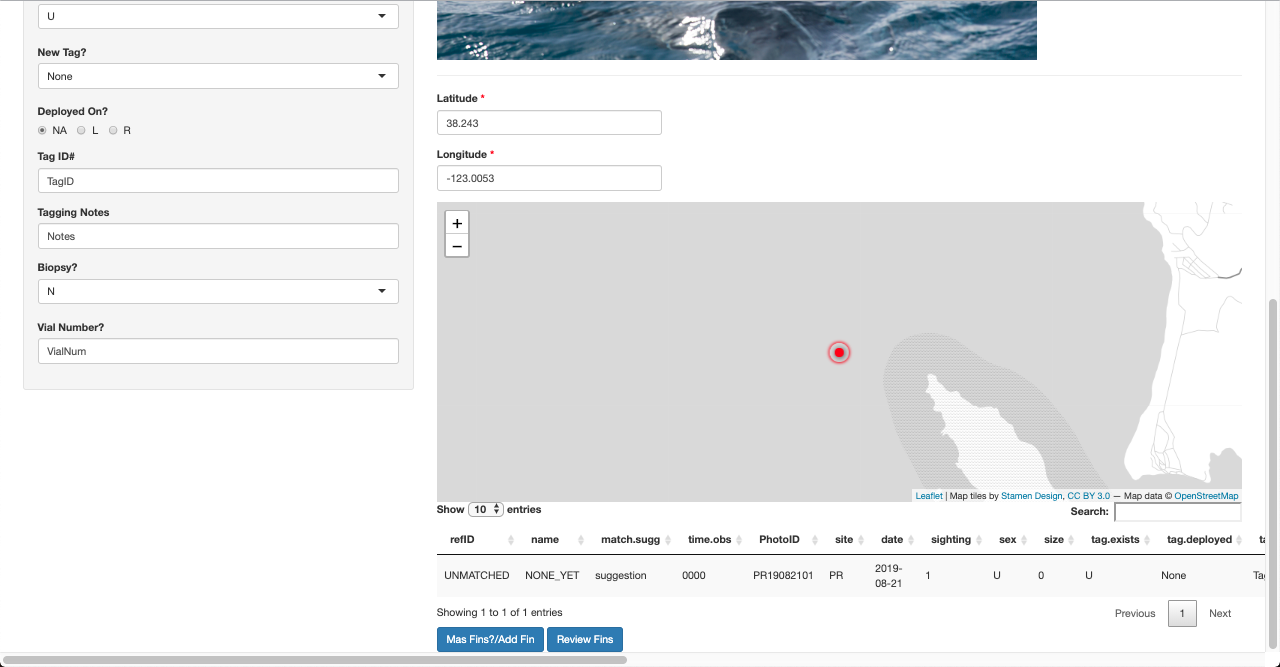 U
New Tag?
None
Deployed On?
NA L R
Tag ID#
TagID
Tagging Notes
Notes
Biopsy?
N
Vial Number?
VialNum
Latitude *
38.243
Longitude *
-123.0053
+
−
Leaflet | Map tiles by Stamen Design, CC BY 3.0 — Map data © OpenStreetMap
Show 10 entries
Search:
refID name match.sugg time.obs PhotoID site date sighting sex size tag.exists tag.deployed ta
UNMATCHED NONE_YET suggestion 0000 PR19082101 PR 2019-08-21 1 U 0 U None Tag
Showing 1 to 1 of 1 entries
Previous 1 Next
Mas Fins?/Add Fin Review Fins